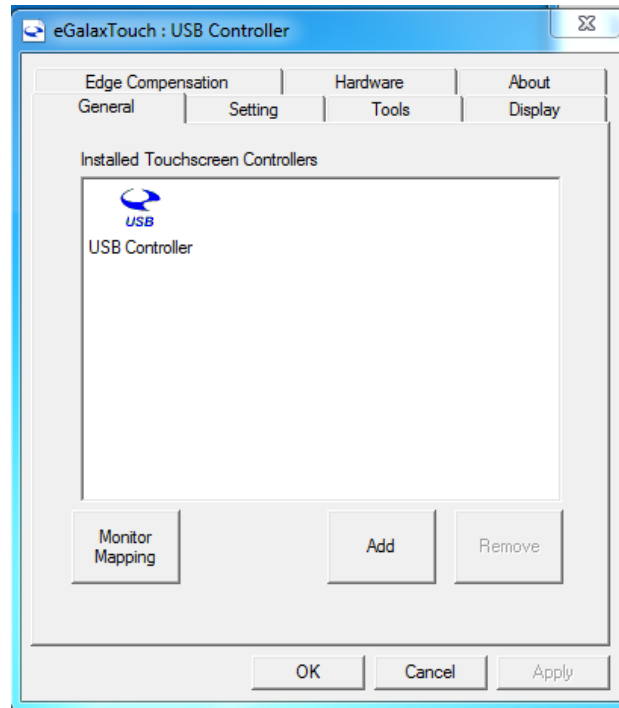 eGalaxTouch : USB Controller
Edge Compensation Hardware About
General Setting Tools Display
Installed Touchscreen Controllers
USB
USB Controller
Monitor
Mapping
Add
Remove
OK Cancel Apply